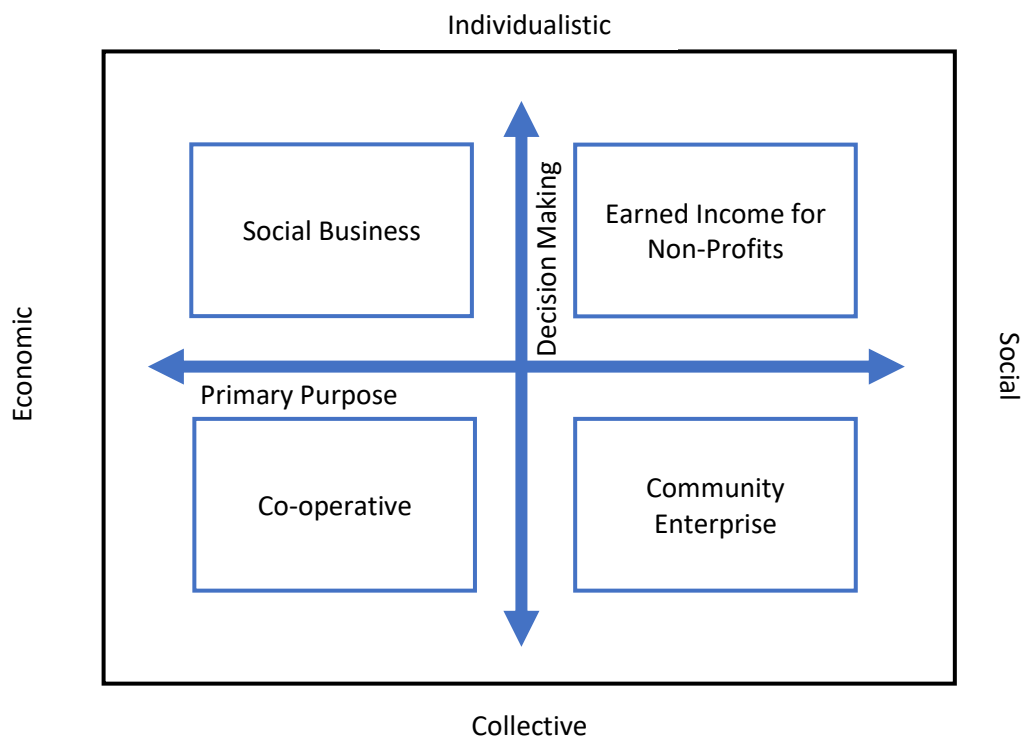 Individualistic
Social Business
Decision Making
Earned Income for
Non-Profits
Economic
Social
Primary Purpose
Co-operative
Community
Enterprise
Collective